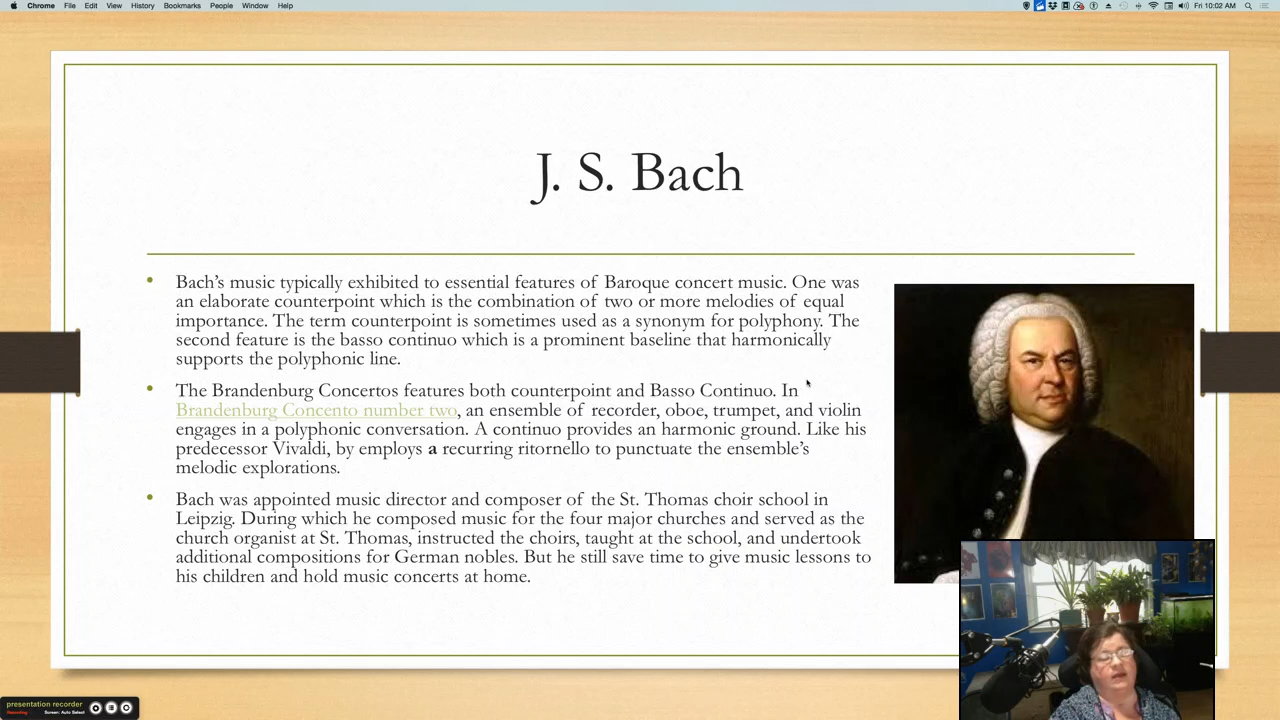 Chrome File Edit View History Bookmarks People Window Help
Fri 10:02 AM
J. S. Bach
• Bach's music typically exhibited to essential features of Baroque concert music. One was
an elaborate counterpoint which is the combination of two or more melodies of equal
importance. The term counterpoint is sometimes used as a synonym for polyphony. The
second feature is the basso continuo which is a prominent baseline that harmonically
supports the polyphonic line.
• The Brandenburg Concertos features both counterpoint and Basso Continuo. In
Brandenburg Concento number two, an ensemble of recorder, oboe, trumpet, and violin
engages in a polyphonic conversation. A continuo provides an harmonic ground. Like his
predecessor Vivaldi, by employs a recurring ritornello to punctuate the ensemble's
melodic explorations.
• Bach was appointed music director and composer of the St. Thomas choir school in
Leipzig. During which he composed music for the four major churches and served as the
church organist at St. Thomas, instructed the choirs, taught at the school, and undertook
additional compositions for German nobles. But he still save time to give music lessons to
his children and hold music concerts at home.
presentation recorder
Recording Screen: Auto Select